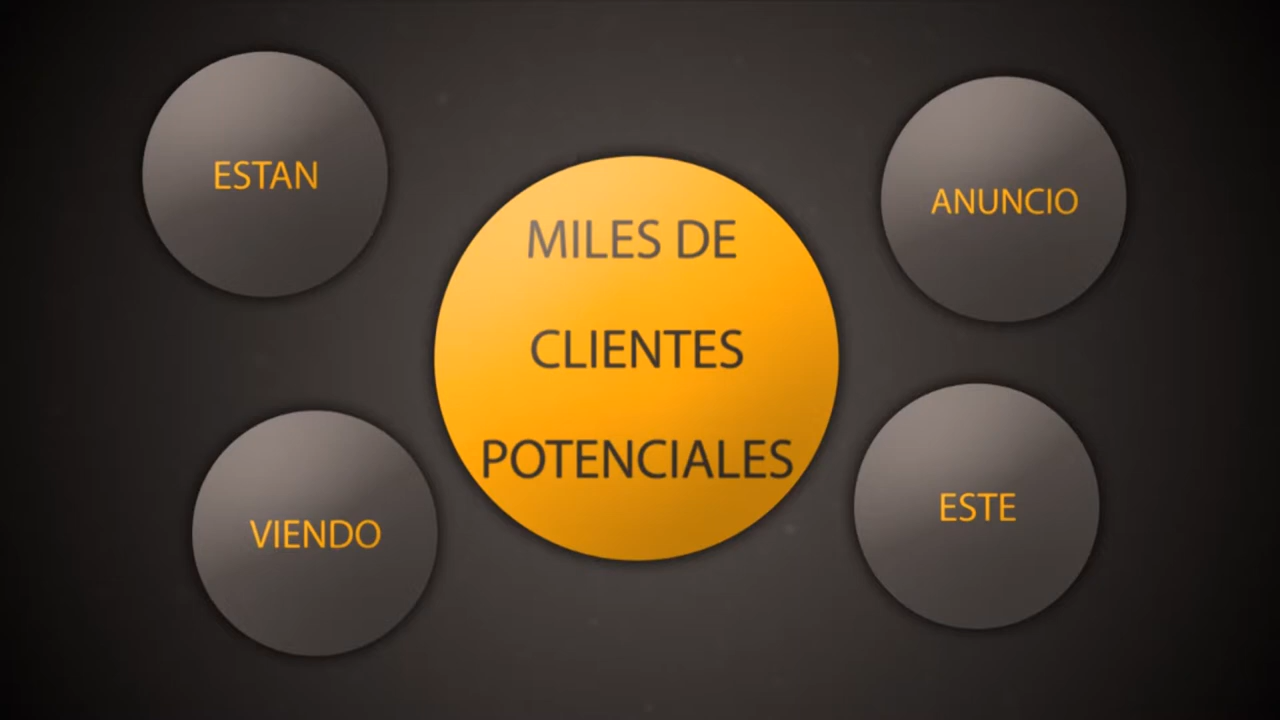 ESTAN
ANUNCIO
MILES DE
CLIENTES
POTENCIALES
VIENDO
ESTE